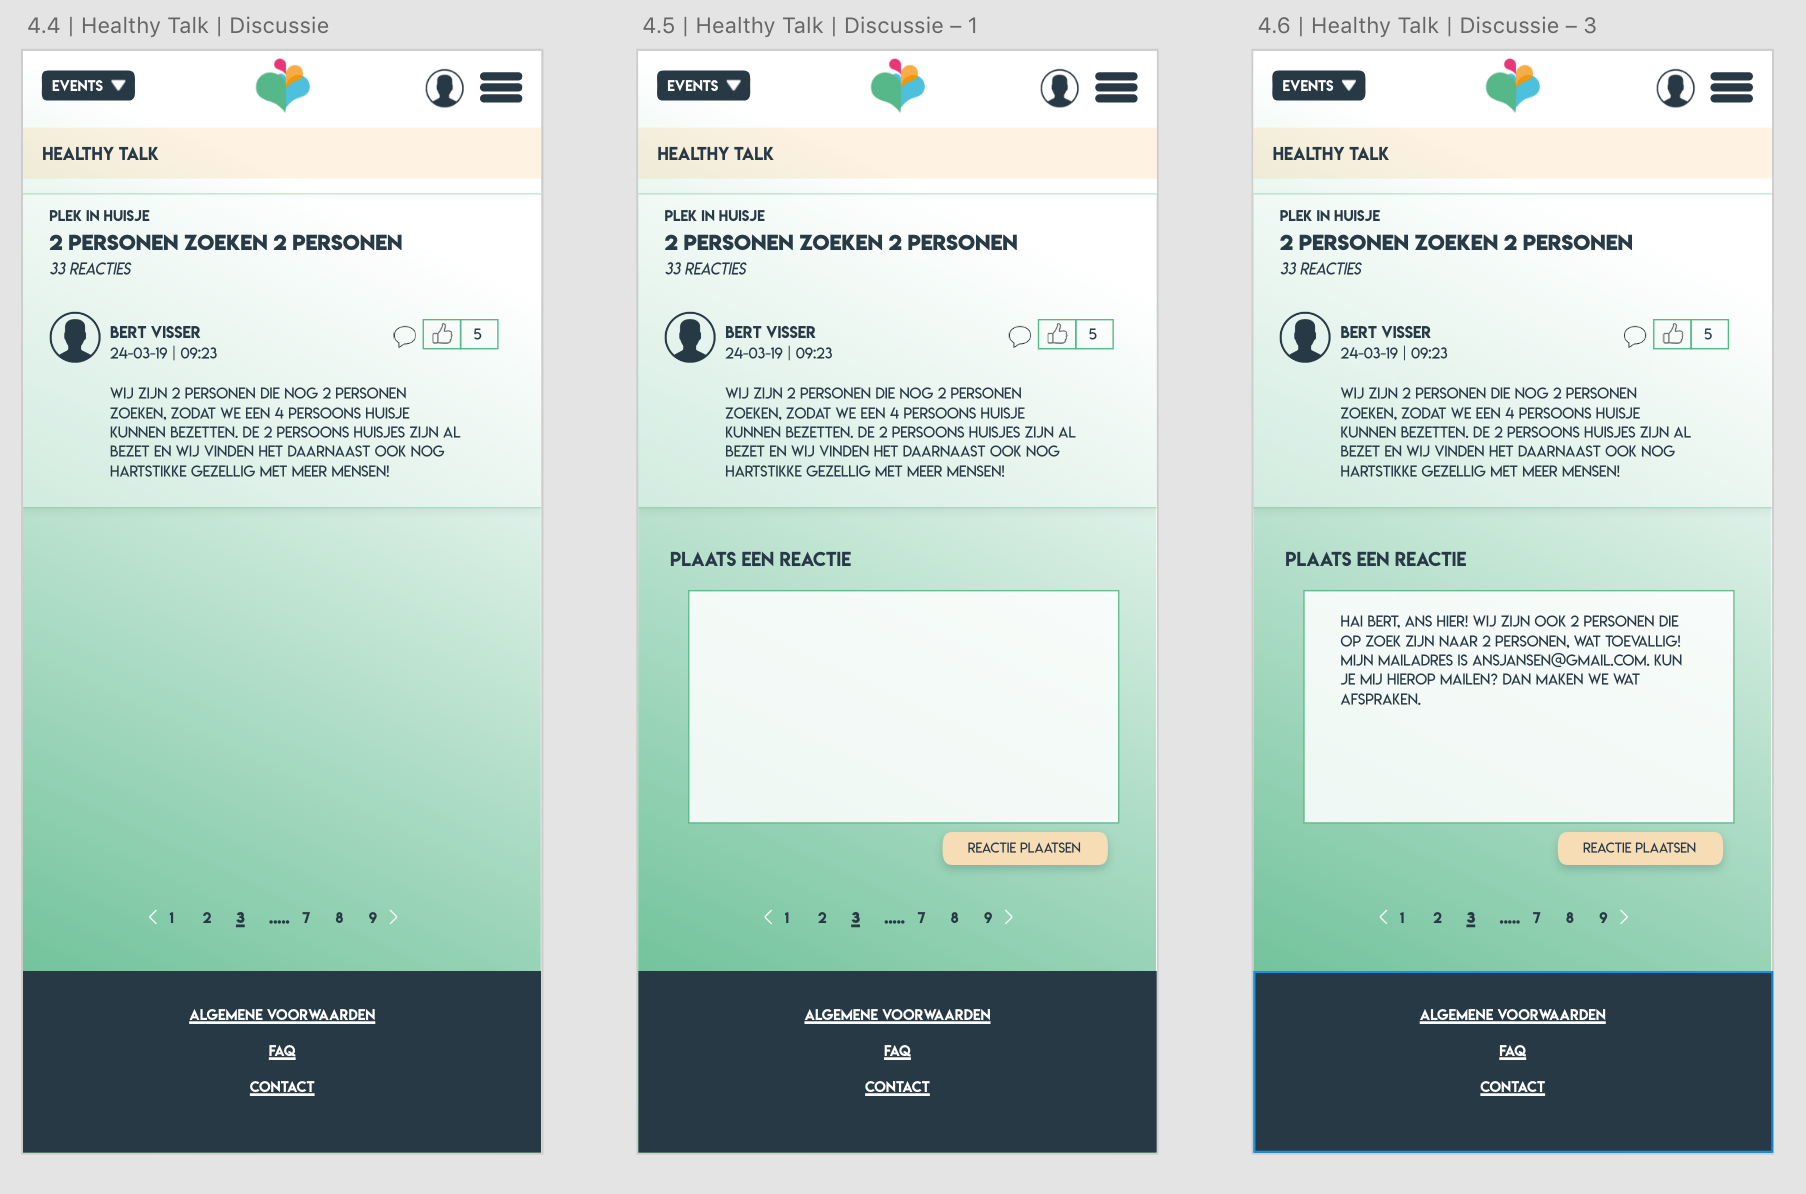 4.4 | Healthy Talk | Discussie
EVENTS
HEALTHY TALK
PLEK IN HUISJE
2 PERSONEN ZOEKEN 2 PERSONEN
33 REACTIES
BERT VISSER
5
24-03-19 | 09:23
WIJ ZIJN 2 PERSONEN DIE NOG 2 PERSONEN
ZOEKEN, ZODAT WE EEN 4 PERSOONS HUISJE
KUNNEN BEZETTEN. DE 2 PERSOONS HUISJES ZIJN AL
BEZET EN WIJ VINDEN HET DAARNAAST OOK NOG
HARTSTIKKE GEZELLIG MET MEER MENSEN!
< 1 2 3 ..... 7 8 9 >
ALGEMENE VOORWAARDEN
FAQ
CONTACT
4.5 | Healthy Talk | Discussie – 1
EVENTS
HEALTHY TALK
PLEK IN HUISJE
2 PERSONEN ZOEKEN 2 PERSONEN
33 REACTIES
BERT VISSER
5
24-03-19 | 09:23
WIJ ZIJN 2 PERSONEN DIE NOG 2 PERSONEN
ZOEKEN, ZODAT WE EEN 4 PERSOONS HUISJE
KUNNEN BEZETTEN. DE 2 PERSOONS HUISJES ZIJN AL
BEZET EN WIJ VINDEN HET DAARNAAST OOK NOG
HARTSTIKKE GEZELLIG MET MEER MENSEN!
PLAATS EEN REACTIE
REACTIE PLAATSEN
< 1 2 3 ..... 7 8 9 >
ALGEMENE VOORWAARDEN
FAQ
CONTACT
4.6 | Healthy Talk | Discussie – 3
EVENTS
HEALTHY TALK
PLEK IN HUISJE
2 PERSONEN ZOEKEN 2 PERSONEN
33 REACTIES
BERT VISSER
5
24-03-19 | 09:23
WIJ ZIJN 2 PERSONEN DIE NOG 2 PERSONEN
ZOEKEN, ZODAT WE EEN 4 PERSOONS HUISJE
KUNNEN BEZETTEN. DE 2 PERSOONS HUISJES ZIJN AL
BEZET EN WIJ VINDEN HET DAARNAAST OOK NOG
HARTSTIKKE GEZELLIG MET MEER MENSEN!
PLAATS EEN REACTIE
HAI BERT, ANS HIER! WIJ ZIJN OOK 2 PERSONEN DIE
OP ZOEK ZIJN NAAR 2 PERSONEN, WAT TOEVALLIG!
MIJN MAILADRES IS ANSJANSEN@GMAIL.COM. KUN
JE MIJ HIEROP MAILEN? DAN MAKEN WE WAT
AFSPRAKEN.
REACTIE PLAATSEN
< 1 2 3 ..... 7 8 9 >
ALGEMENE VOORWAARDEN
FAQ
CONTACT